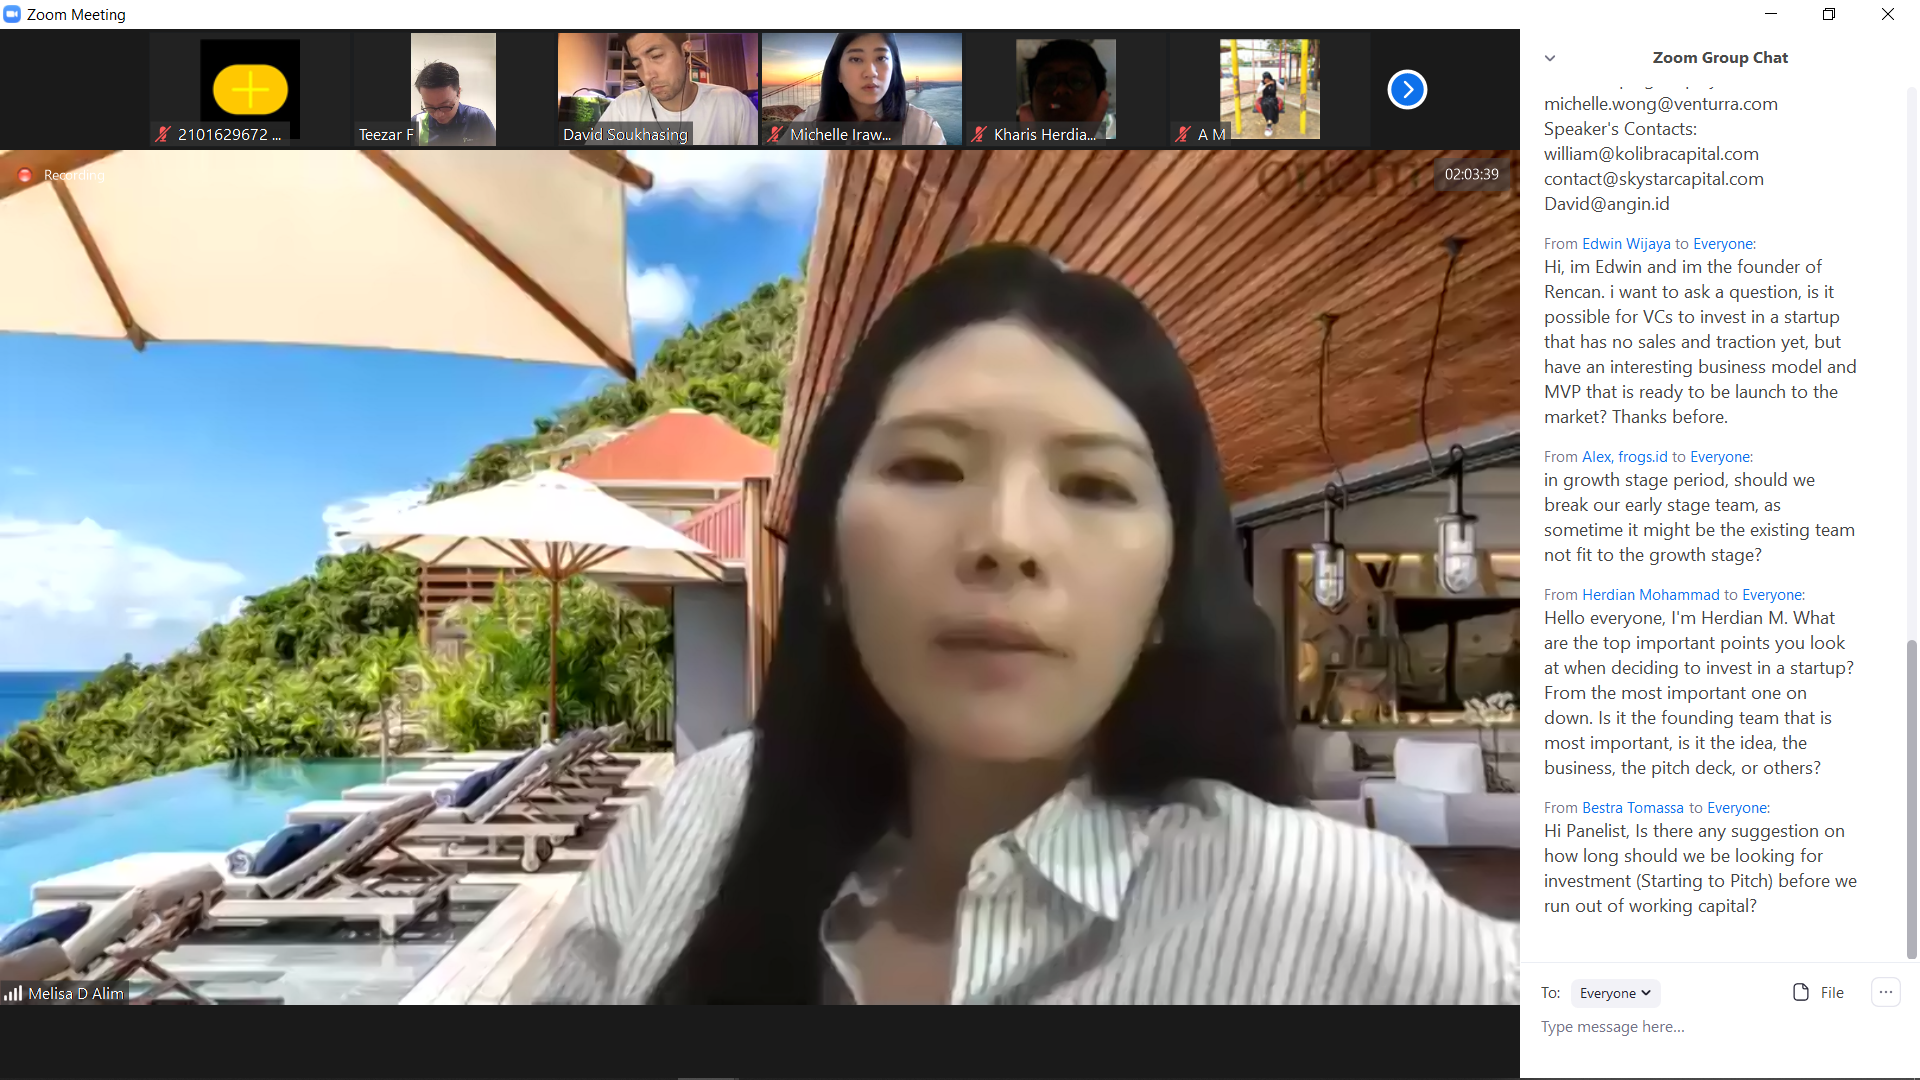 Zoom Meeting
2101629672 ...
Teezar F
David Soukhasing
Michelle Iraw...
Kharis Herdia...
A M
Recording
02:03:39
Melisa D Alim
Zoom Group Chat
michelle.wong@venturra.com
Speaker's Contacts:
william@kolibracapital.com
contact@skystarcapital.com
David@angin.id
From Edwin Wijaya to Everyone:
Hi, im Edwin and im the founder of
Rencan. i want to ask a question, is it
possible for VCs to invest in a startup
that has no sales and traction yet, but
have an interesting business model and
MVP that is ready to be launch to the
market? Thanks before.
From Alex, frogs.id to Everyone:
in growth stage period, should we
break our early stage team, as
sometime it might be the existing team
not fit to the growth stage?
From Herdian Mohammad to Everyone:
Hello everyone, I'm Herdian M. What
are the top important points you look
at when deciding to invest in a startup?
From the most important one on
down. Is it the founding team that is
most important, is it the idea, the
business, the pitch deck, or others?
From Bestra Tomassa to Everyone:
Hi Panelist, Is there any suggestion on
how long should we be looking for
investment (Starting to Pitch) before we
run out of working capital?
To: Everyone File
Type message here...